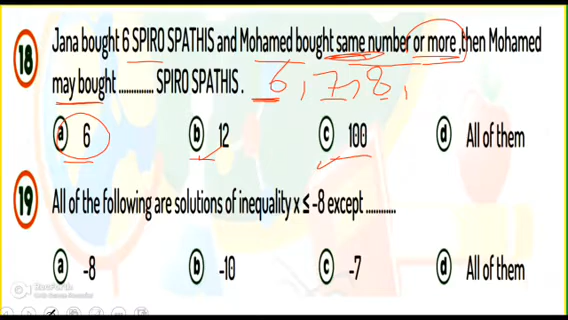 18 Jana bought 6 SPIRO SPATHIS and Mohamed bought same number or more ,then Mohamed
may bought ............. SPIRO SPATHIS . 6, 7, 8,
a 6 b 12 c 100 d All of them
19 All of the following are solutions of inequality x ≤ -8 except ...........
a -8 b -10 c -7 d All of them